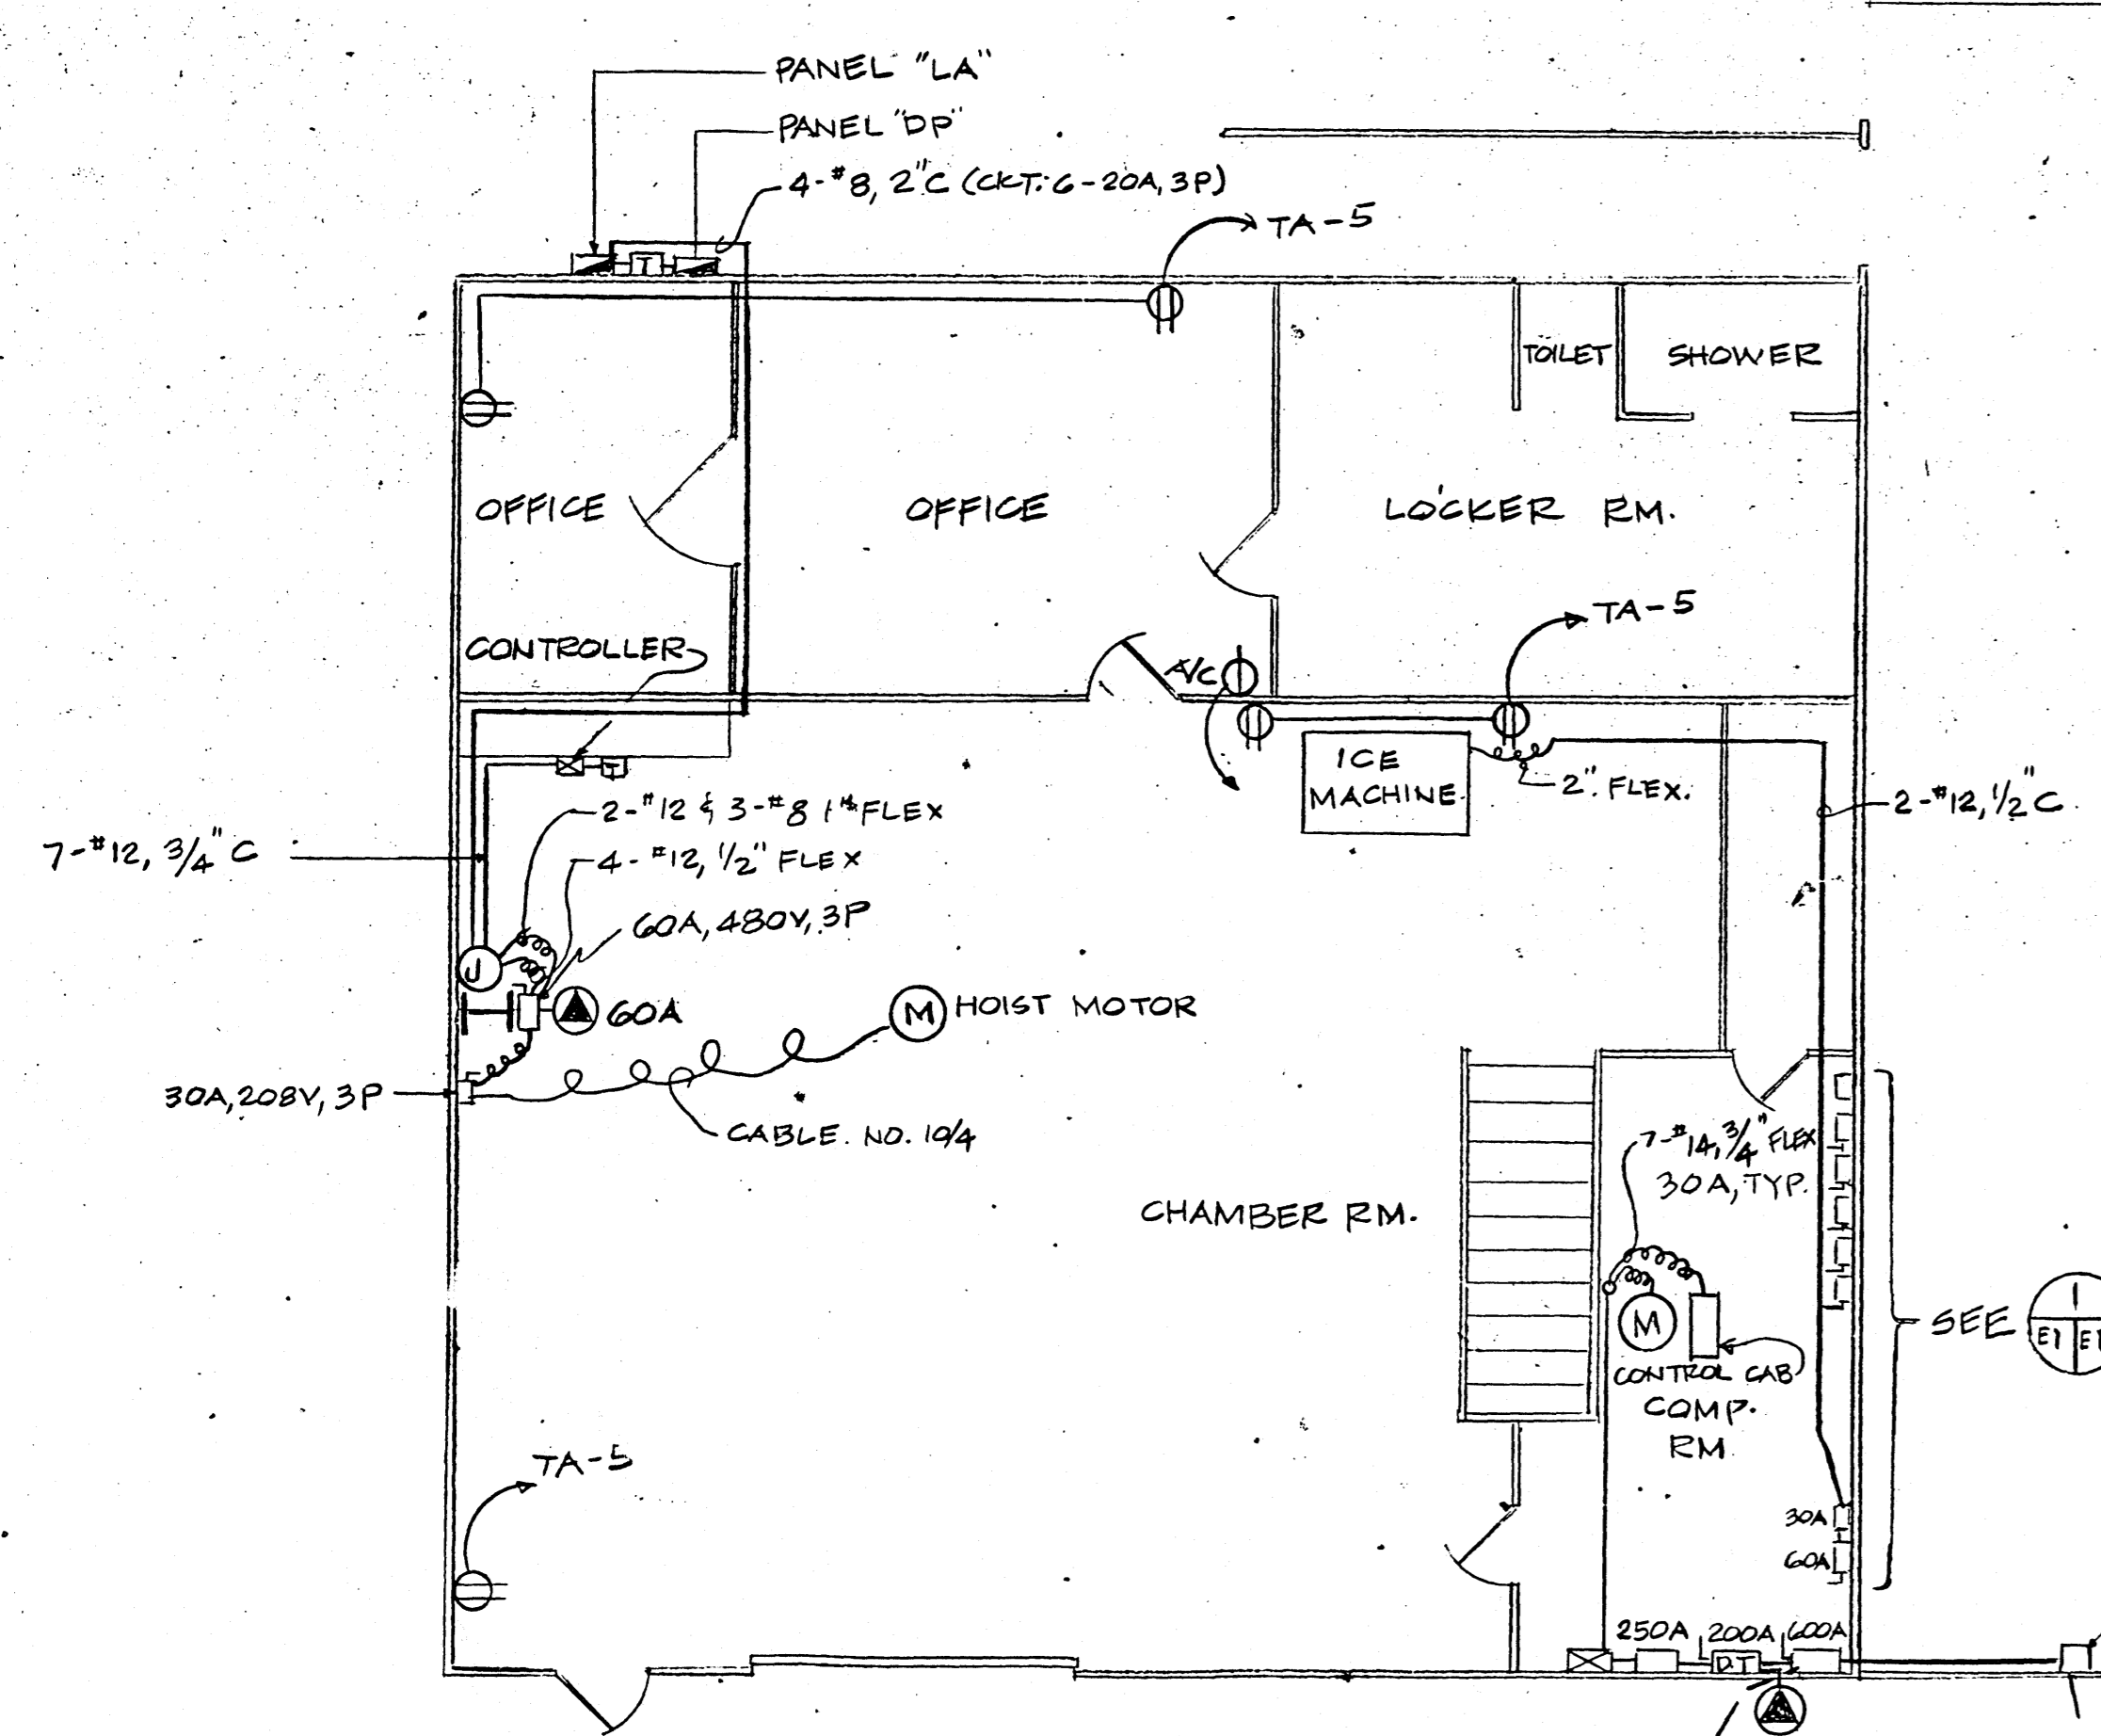 PANEL "LA"
PANEL "DP"
4-#8, 2"C (CKT: 6-20A, 3P)
TA-5
T
TOILET
SHOWER
OFFICE
OFFICE
LOCKER RM.
TA-5
CONTROLLER
A/C
T
ICE
MACHINE
2" FLEX.
2-#12, 1/2"C
2-#12 & 3-#8 1" FLEX
7-#12, 3/4" C
4-#12, 1/2" FLEX
60A, 480V, 3P
J
60A
M HOIST MOTOR
30A, 208V, 3P
CABLE NO. 10/4
7-#14, 3/4" FLEX
30A, TYP.
CHAMBER RM.
M
SEE
1
E1 E1
CONTROL CAB
COMP.
RM.
TA-5
30A
60A
250A 200A 600A
DT